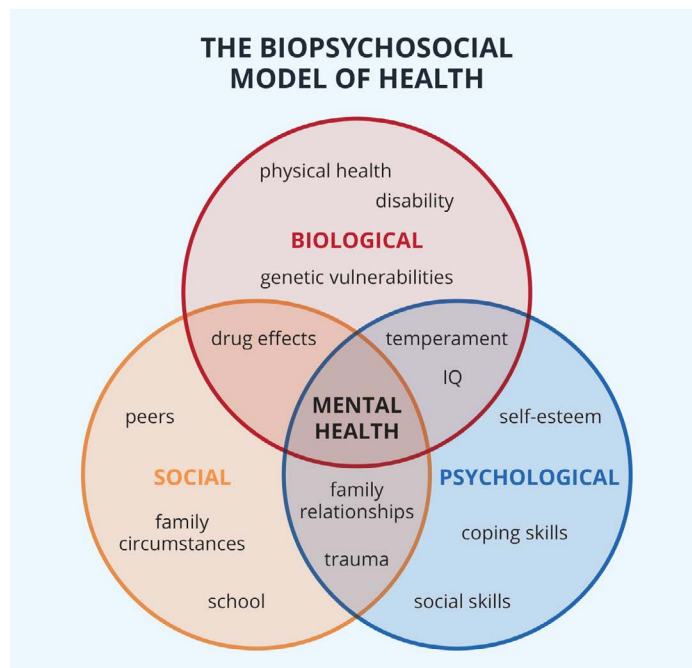 THE BIOPSYCHOSOCIAL
MODEL OF HEALTH
physical health
disability
BIOLOGICAL
genetic vulnerabilities
drug effects
temperament
IQ
MENTAL
HEALTH
peers
self-esteem
SOCIAL
PSYCHOLOGICAL
family
relationships
family
circumstances
coping skills
trauma
school
social skills